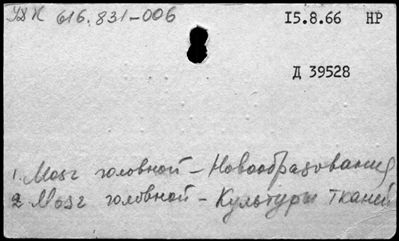 УДК 616.831-006 15.8.66 НР
Д 39528
1. Мозг головной - Новообразования
2 Мозг головной - Культуры тканей